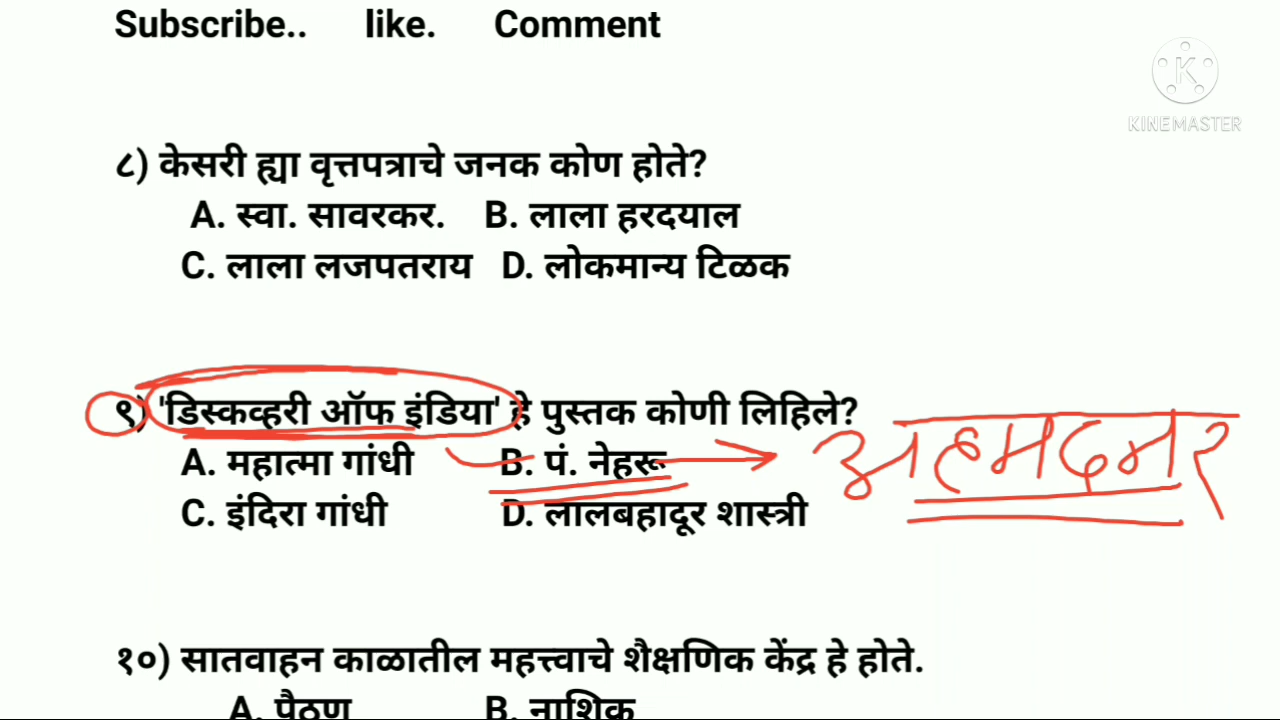 Subscribe.. like. Comment
KINEMASTER
८) केसरी ह्या वृत्तपत्राचे जनक कोण होते?
A. स्वा. सावरकर. B. लाला हरदयाल
C. लाला लजपतराय D. लोकमान्य टिळक
९) 'डिस्कव्हरी ऑफ इंडिया' हे पुस्तक कोणी लिहिले?
A. महात्मा गांधी B. पं. नेहरू अहमदनर
C. इंदिरा गांधी D. लालबहादूर शास्त्री
१०) सातवाहन काळातील महत्त्वाचे शैक्षणिक केंद्र हे होते.
A. पैठण B. नाशिक